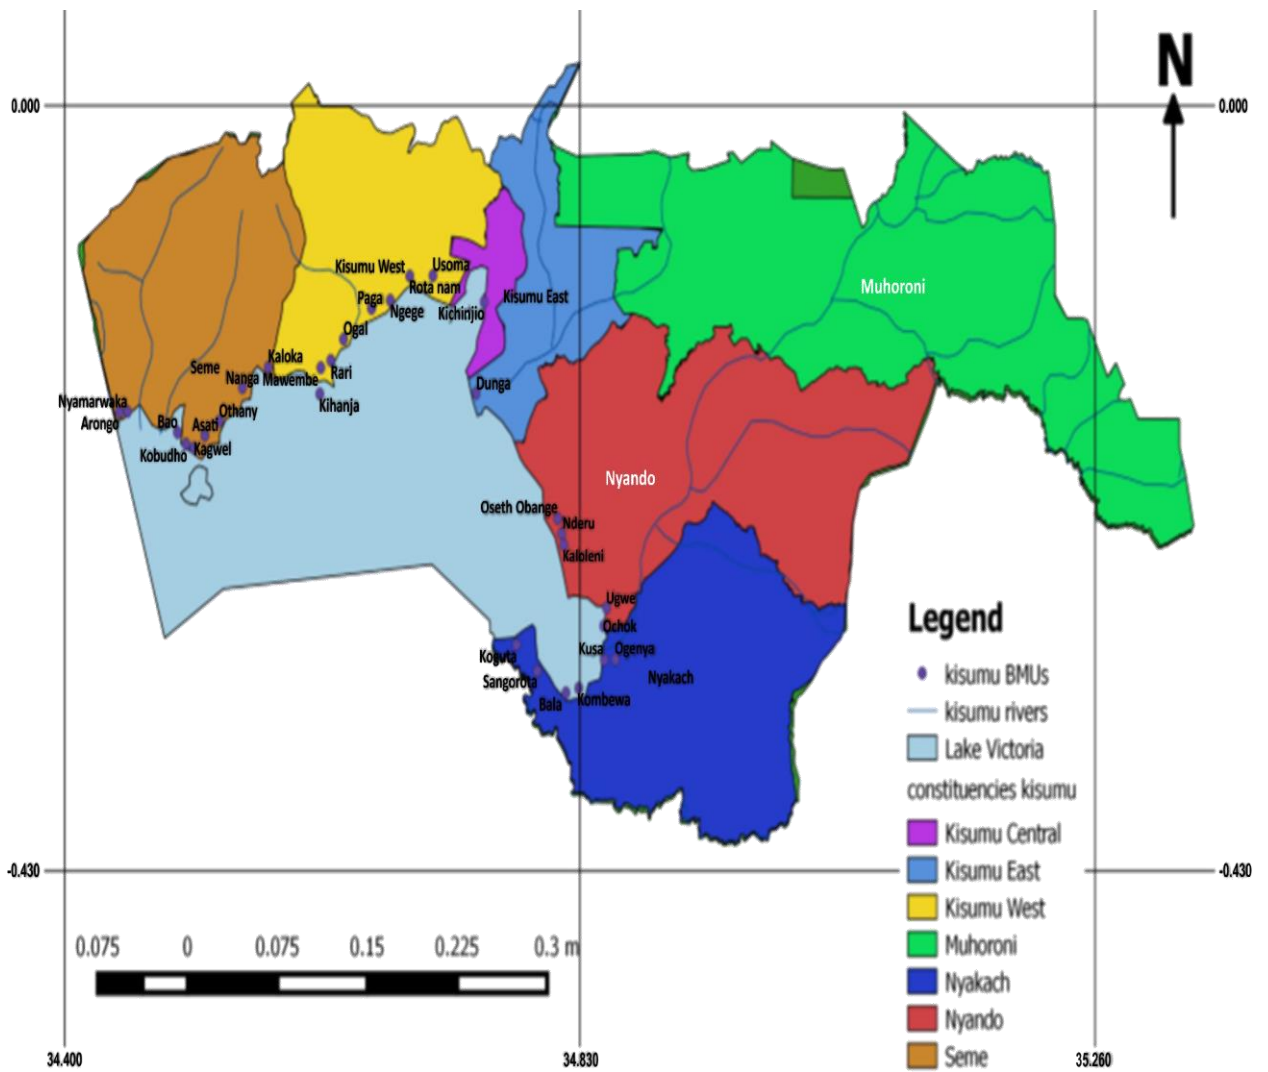 N
0.000
0.000
Kisumu West
Usoma
Rota nam
Paga
Ngege
Kichinjio
Kisumu East
Muhoroni
Ogal
Kaloka
Seme
Rari
Nanga
Mawembe
Dunga
Kihanja
Nyamarwaka
Othany
Arongo
Bao
Asati
Kobudho
Kagwel
Nyando
Oseth Obange
Nderu
Kaloleni
Ugwe
Ochok
Kusa
Ogenya
Koguta
Nyakach
Sangorota
Bala
Kombewa
Legend
kisumu BMUs
kisumu rivers
Lake Victoria
constituencies kisumu
Kisumu Central
Kisumu East
Kisumu West
Muhoroni
Nyakach
Nyando
Seme
-0.430
-0.430
0.075 0 0.075 0.15 0.225 0.3 m
34.400
34.830
35.260